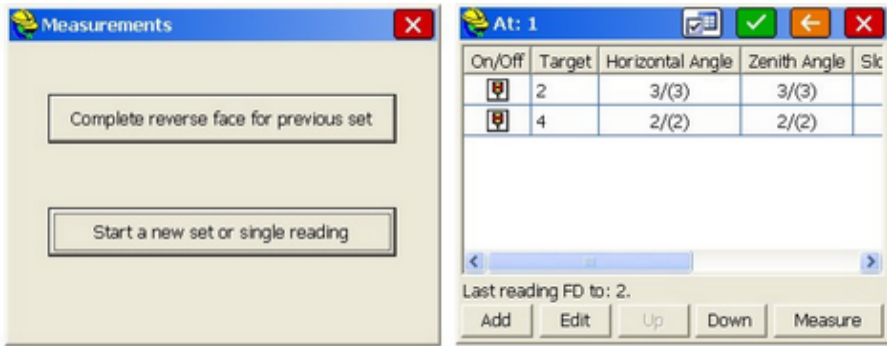 Measurements
Complete reverse face for previous set
Start a new set or single reading
At: 1
On/Off Target Horizontal Angle Zenith Angle Slo
2 3/(3) 3/(3)
4 2/(2) 2/(2)
Last reading FD to: 2.
Add Edit Up Down Measure